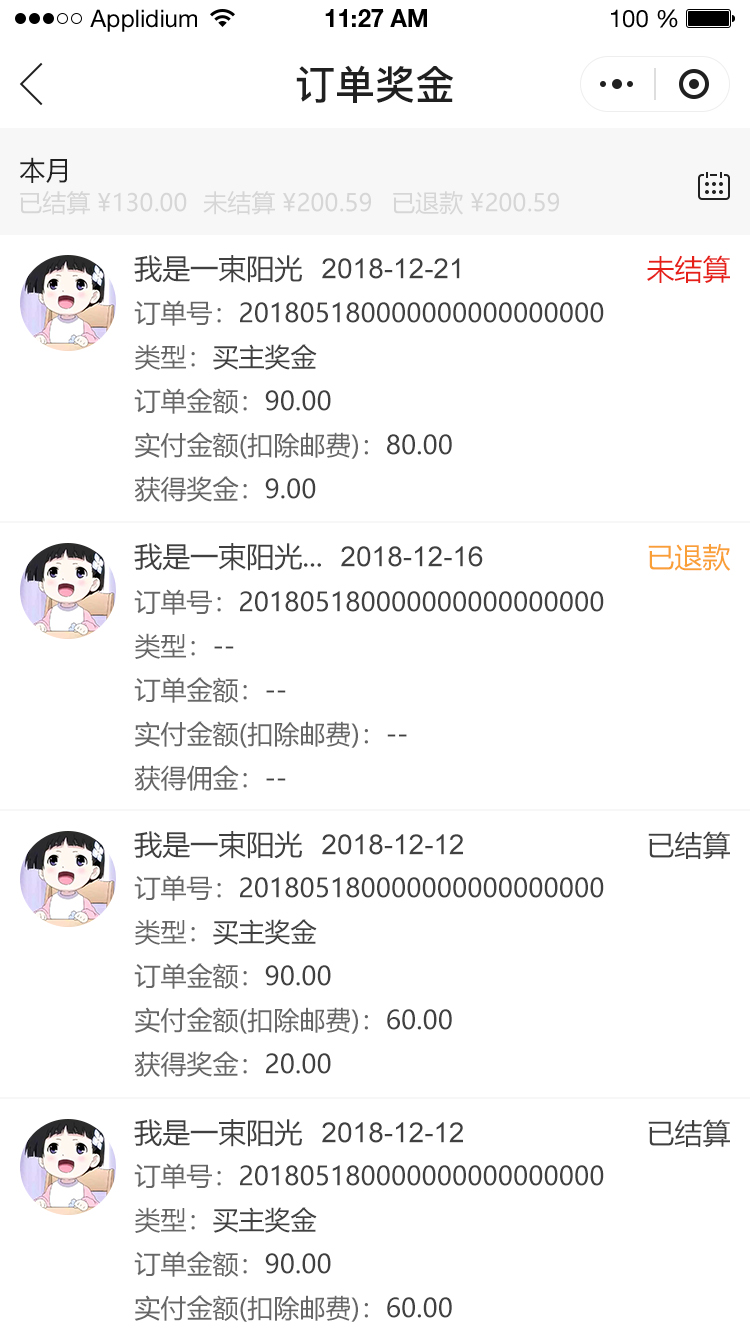 Applidium 11:27 AM 100 %
订单奖金
本月
已结算 ¥130.00 未结算 ¥200.59 已退款 ¥200.59
我是一束阳光 2018-12-21 未结算
订单号：201805180000000000000000
类型：买主奖金
订单金额：90.00
实付金额(扣除邮费)：80.00
获得奖金：9.00
我是一束阳光... 2018-12-16 已退款
订单号：201805180000000000000000
类型：--
订单金额：--
实付金额(扣除邮费)：--
获得佣金：--
我是一束阳光 2018-12-12 已结算
订单号：201805180000000000000000
类型：买主奖金
订单金额：90.00
实付金额(扣除邮费)：60.00
获得奖金：20.00
我是一束阳光 2018-12-12 已结算
订单号：201805180000000000000000
类型：买主奖金
订单金额：90.00
实付金额(扣除邮费)：60.00